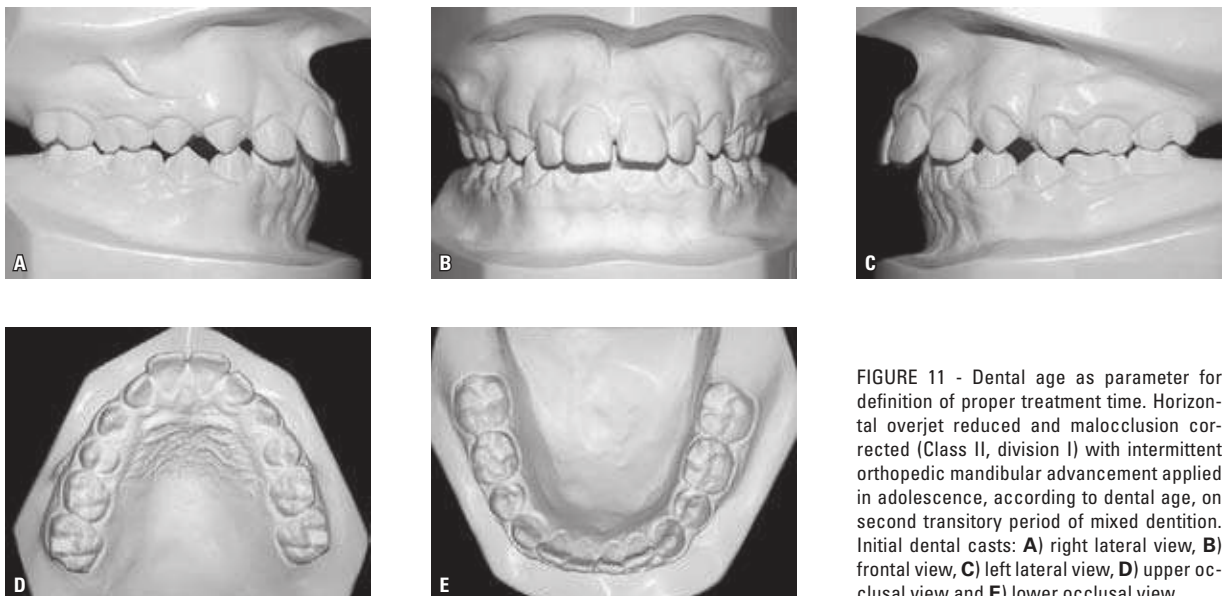 A
B
C
D
E
FIGURE 11 - Dental age as parameter for
definition of proper treatment time. Horizon-
tal overjet reduced and malocclusion cor-
rected (Class II, division I) with intermittent
orthopedic mandibular advancement applied
in adolescence, according to dental age, on
second transitory period of mixed dentition.
Initial dental casts: A) right lateral view, B)
frontal view, C) left lateral view, D) upper oc-
clusal view and E) lower occlusal view.